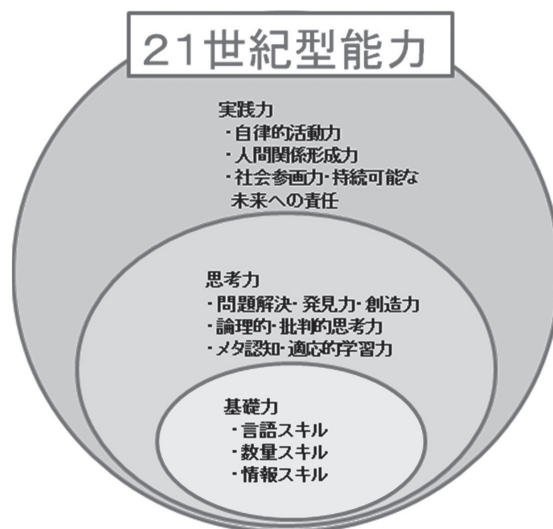 21世紀型能力
実践力
・自律的活動力
・人間関係形成力
・社会参画力・持続可能な
未来への責任
思考力
・問題解決・発見力・創造力
・論理的・批判的思考力
・メタ認知・適応的学習力
基礎力
・言語スキル
・数量スキル
・情報スキル